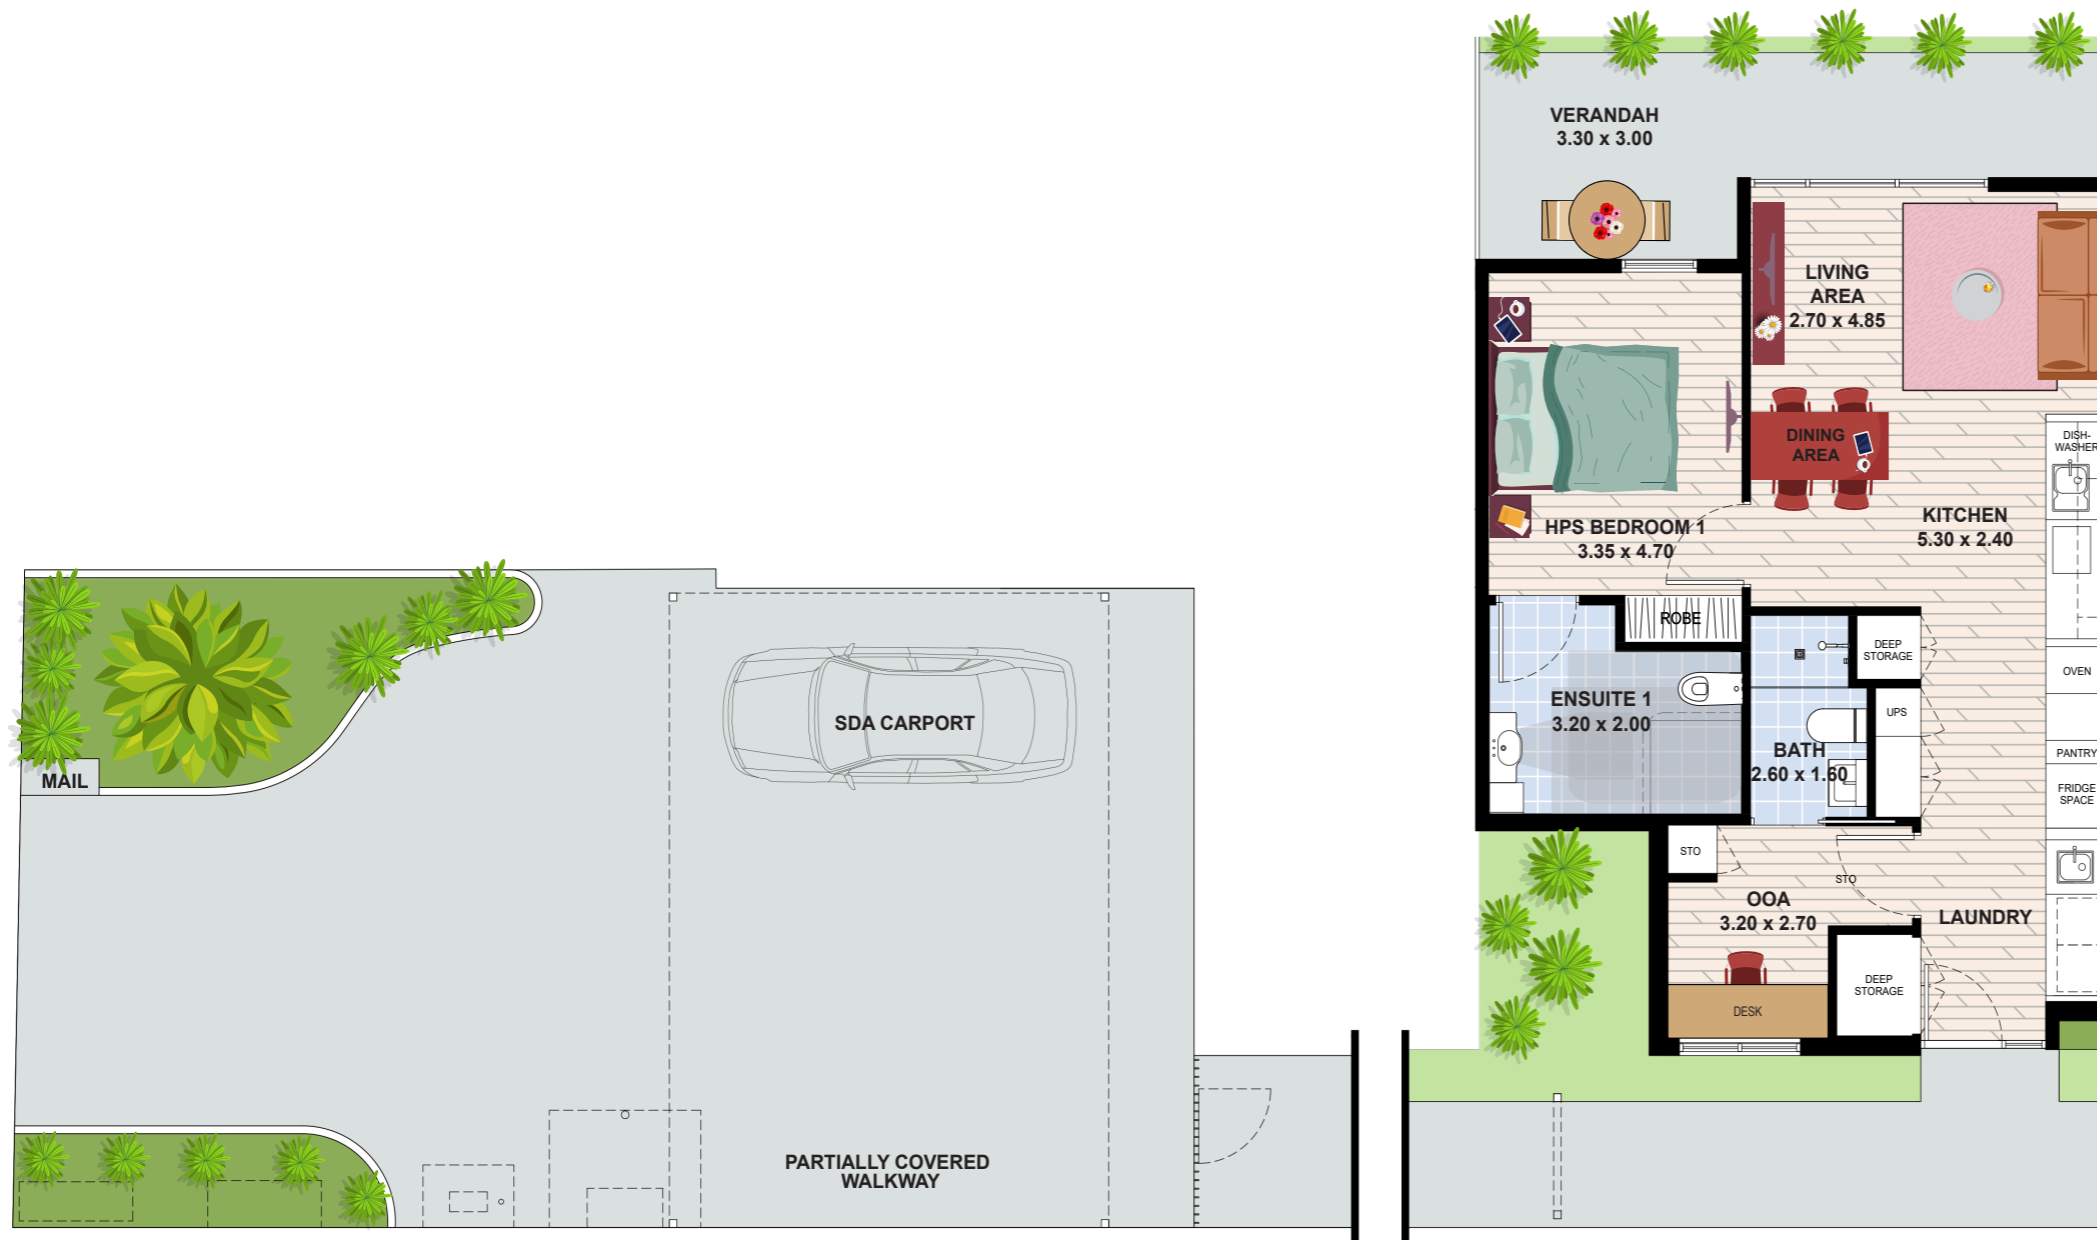 VERANDAH
3.30 x 3.00
LIVING
AREA
2.70 x 4.85
DINING
AREA
DISH-
WASHER
KITCHEN
5.30 x 2.40
HPS BEDROOM 1
3.35 x 4.70
ROBE
DEEP
STORAGE
OVEN
ENSUITE 1
3.20 x 2.00
UPS
BATH
2.60 x 1.60
PANTRY
FRIDGE
SPACE
SDA CARPORT
MAIL
STO
STO
OOA
3.20 x 2.70
LAUNDRY
DEEP
STORAGE
DESK
PARTIALLY COVERED
WALKWAY